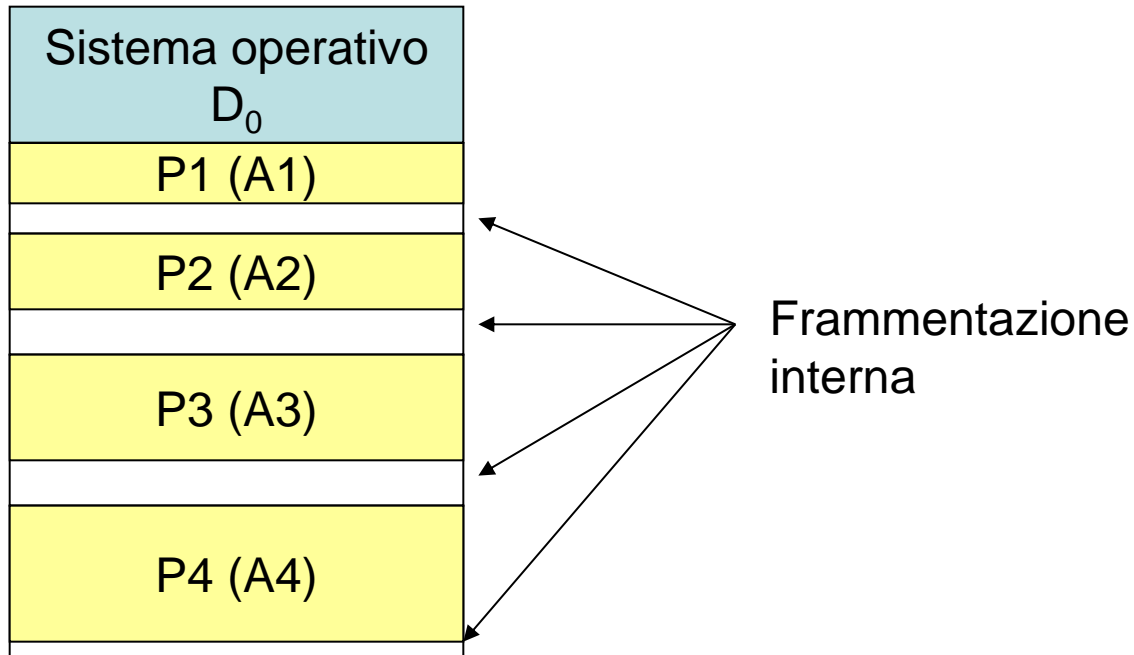 Sistema operativo
D₀
P1 (A1)
P2 (A2)
P3 (A3)
P4 (A4)
Frammentazione
interna